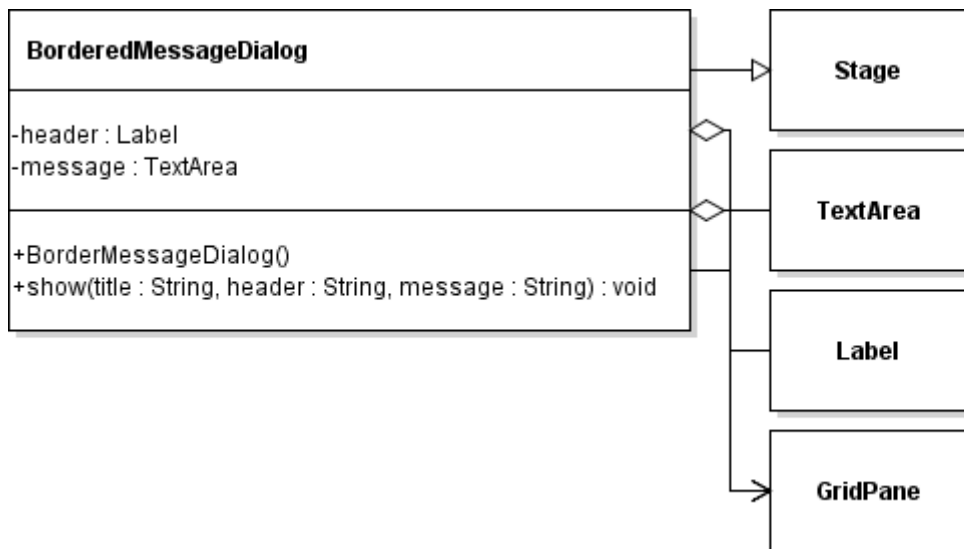 BorderedMessageDialog
-header : Label
-message : TextArea
+BorderMessageDialog()
+show(title : String, header : String, message : String) : void
Stage
TextArea
Label
GridPane